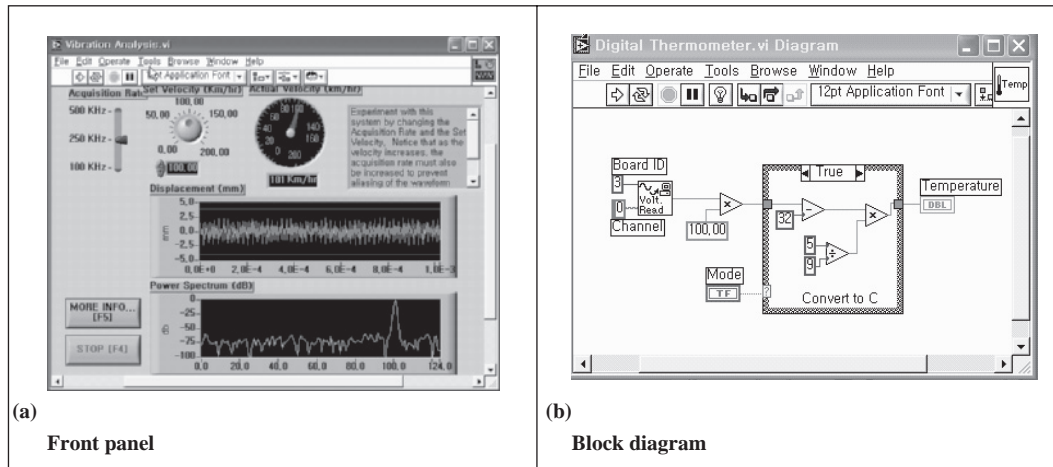 Vibration Analysis.vi
File Edit Operate Tools Browse Window Help
Application Font
Acquisition Rate
Set Velocity (Km/hr)
Actual Velocity (km/hr)
500 KHz
250 KHz
100 KHz
100,00
50,00 150,00
0,00 200,00
100,00
101 Km/hr
Experiment with this
system by changing the
Acquisition Rate and the Set
Velocity, Notice that as the
velocity increases, the
acquisition rate must also
be increased to prevent
aliasing of the waveform
Displacement (mm)
5,0
2,5
0,0
-2,5
-5,0
mm
0,0E+0 2,0E-4 4,0E-4 6,0E-4 8,0E-4 1,0E-3
Power Spectrum (dB)
0
-25
-50
-75
-100
db
0,0 20,0 40,0 60,0 80,0 100,0 124,0
MORE INFO...
[F5]
STOP [F4]
(a)
Front panel
Digital Thermometer.vi Diagram
File Edit Operate Tools Browse Window Help
12pt Application Font
Temp
Board ID
3
Volt.
Read
0
Channel
100,00
True
32
5
9
Convert to C
Mode
TF
?
Temperature
DBL
(b)
Block diagram